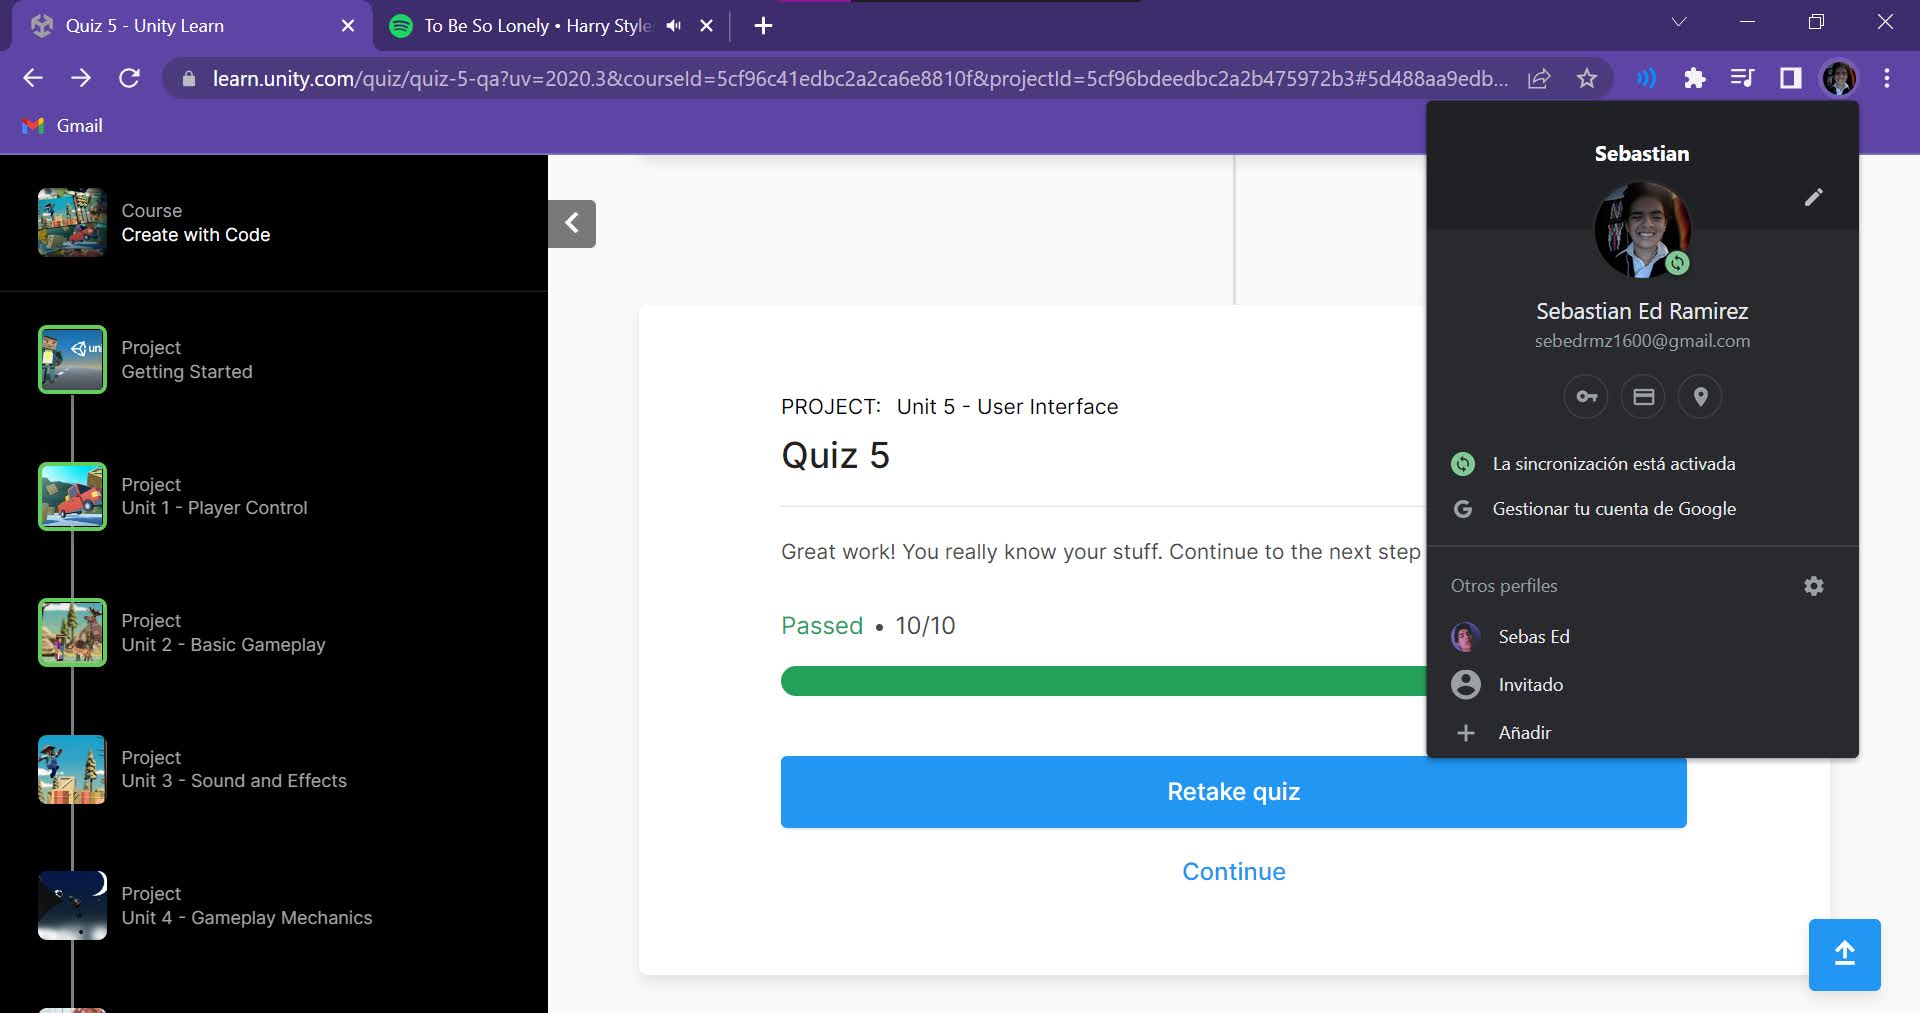 Quiz 5 - Unity Learn
To Be So Lonely • Harry Style
learn.unity.com/quiz/quiz-5-qa?uv=2020.3&courseId=5cf96c41edbc2a2ca6e8810f&projectId=5cf96bdeedbc2a2b475972b3#5d488aa9edb...
Gmail
Course
Create with Code
Project
Getting Started
Project
Unit 1 - Player Control
Project
Unit 2 - Basic Gameplay
Project
Unit 3 - Sound and Effects
Project
Unit 4 - Gameplay Mechanics
PROJECT: Unit 5 - User Interface
Quiz 5
Great work! You really know your stuff. Continue to the next step
Passed • 10/10
Retake quiz
Continue
Sebastian
Sebastian Ed Ramirez
sebedrmz1600@gmail.com
La sincronización está activada
Gestionar tu cuenta de Google
Otros perfiles
Sebas Ed
Invitado
Añadir